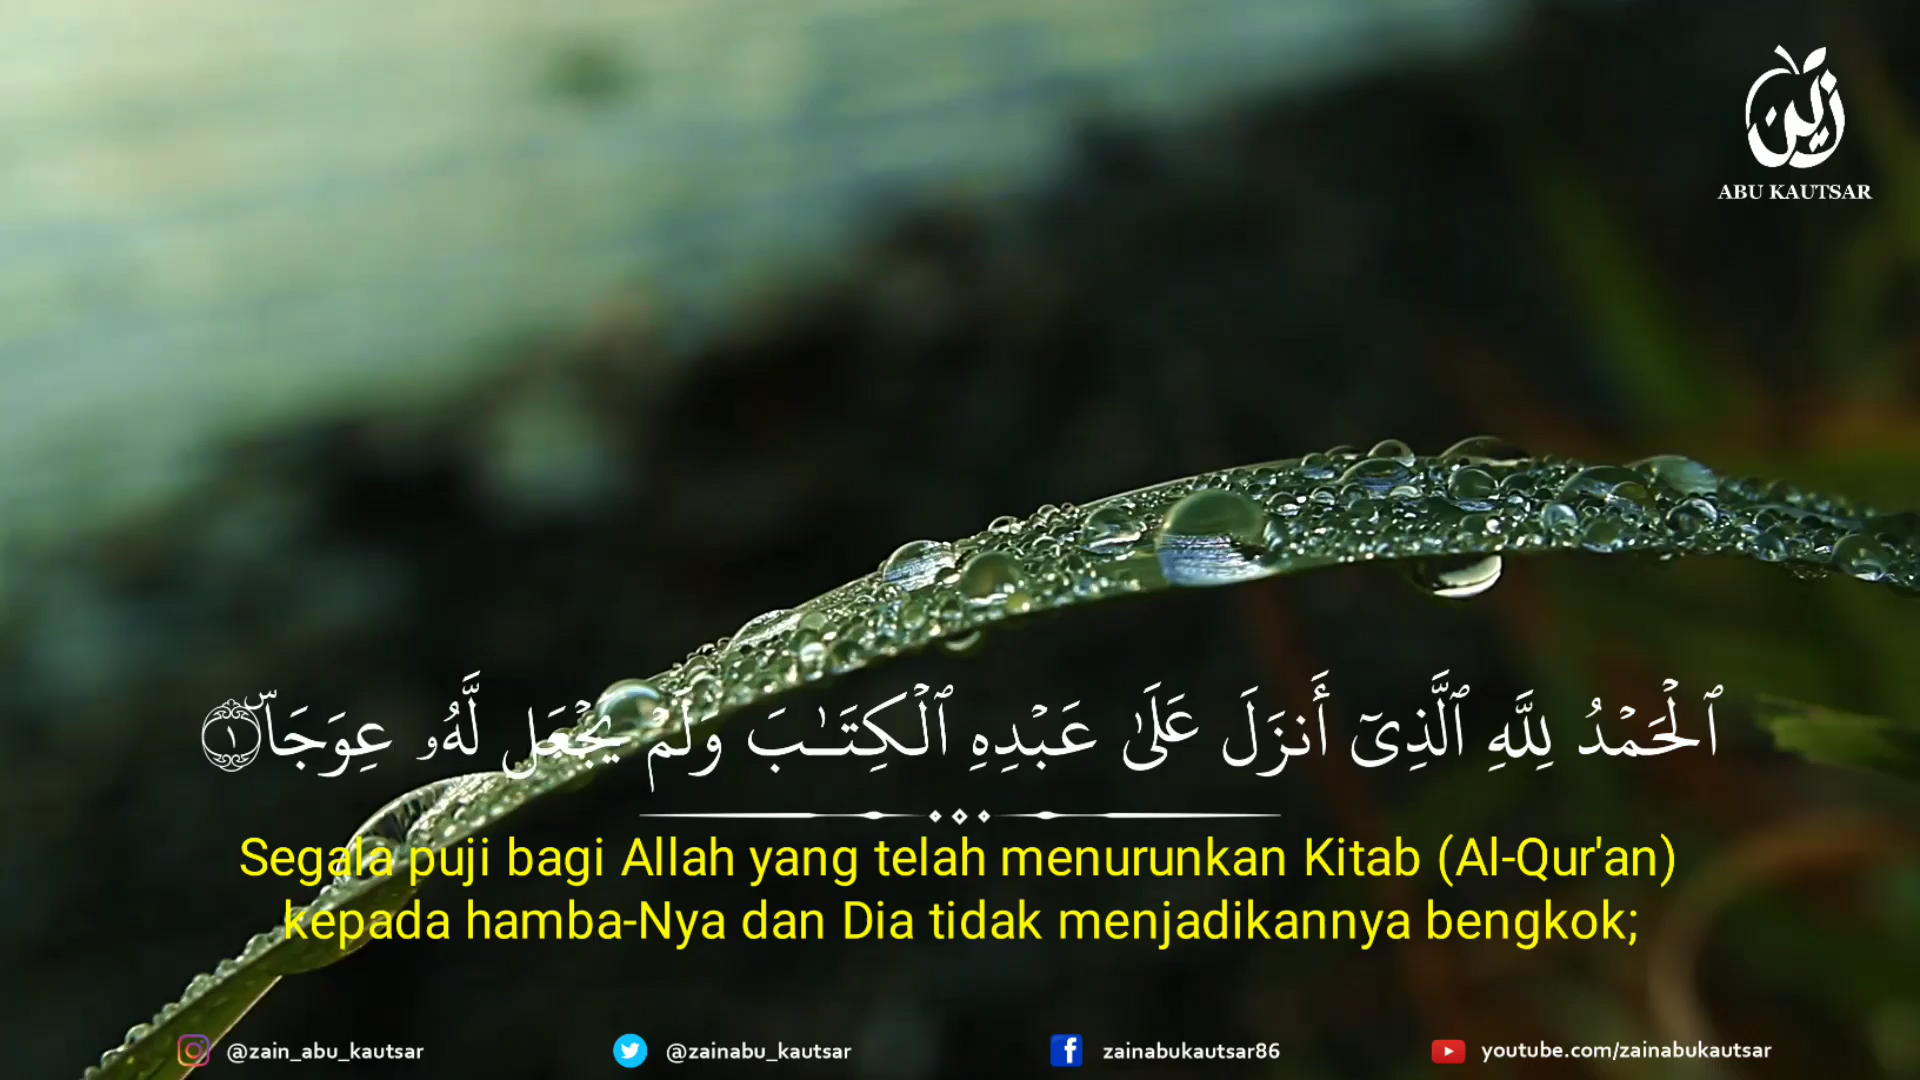 زين
ABU KAUTSAR
ٱلْحَمْدُ لِلَّهِ ٱلَّذِىٓ أَنزَلَ عَلَىٰ عَبْدِهِ ٱلْكِتَـٰبَ وَلَمْ يَجْعَل لَّهُۥ عِوَجَاۜ ١
Segala puji bagi Allah yang telah menurunkan Kitab (Al-Qur'an)
kepada hamba-Nya dan Dia tidak menjadikannya bengkok;
@zain_abu_kautsar @zainabu_kautsar zainabukautsar86 youtube.com/zainabukautsar